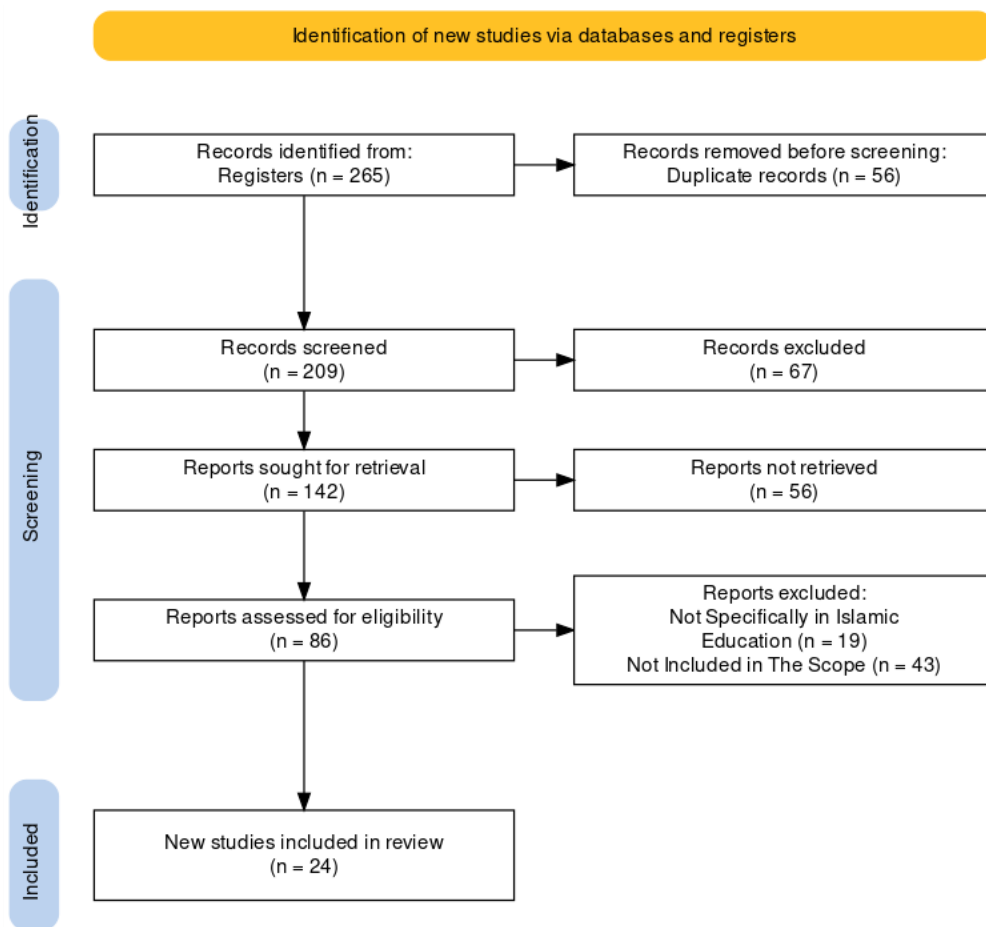 Identification of new studies via databases and registers
Identification
Records identified from:
Registers (n = 265)
Records removed before screening:
Duplicate records (n = 56)
Screening
Records screened
(n = 209)
Records excluded
(n = 67)
Reports sought for retrieval
(n = 142)
Reports not retrieved
(n = 56)
Reports assessed for eligibility
(n = 86)
Reports excluded:
Not Specifically in Islamic
Education (n = 19)
Not Included in The Scope (n = 43)
Included
New studies included in review
(n = 24)